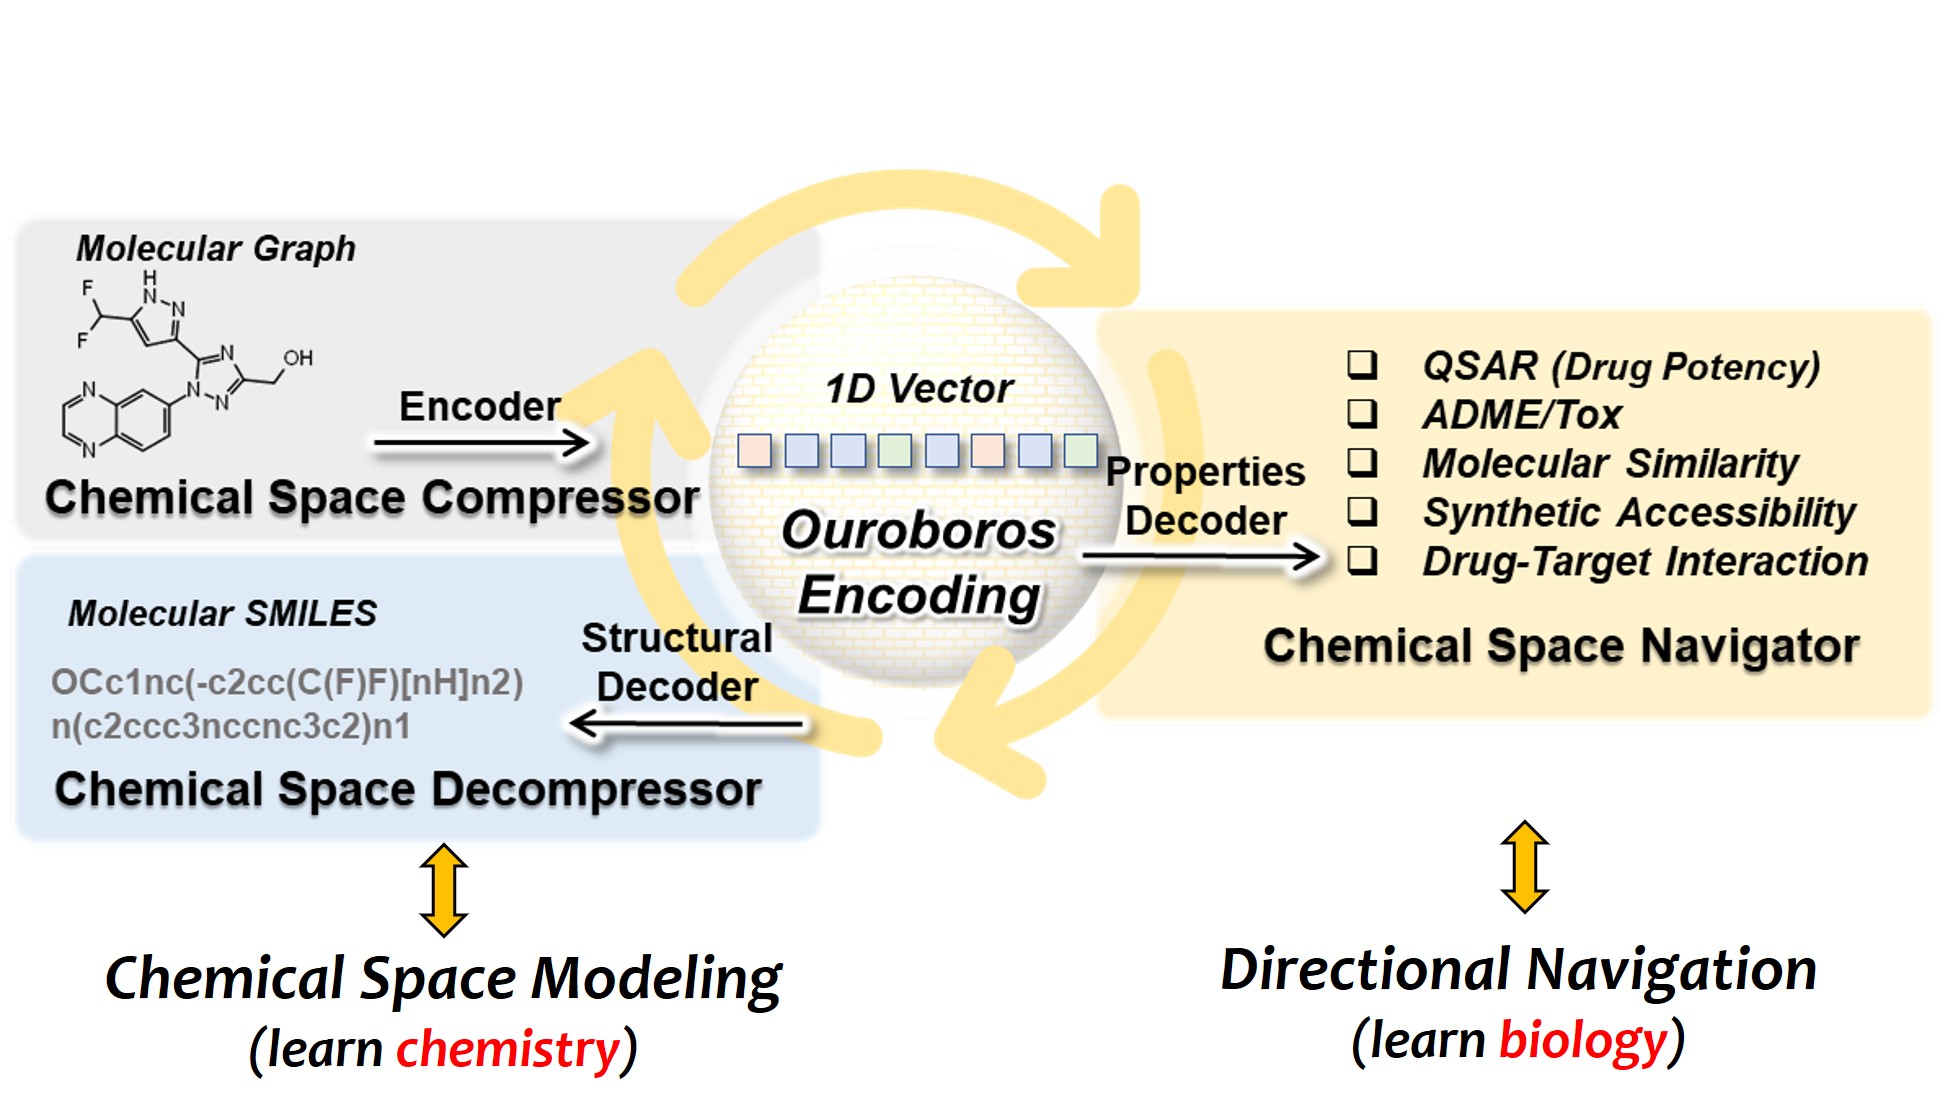 Molecular Graph
H
F
N
N
F
N
OH
N
N
N
N
Encoder
Chemical Space Compressor
Molecular SMILES
OCc1nc(-c2cc(C(F)F)[nH]n2)
n(c2ccc3nccnc3c2)n1
Structural
Decoder
Chemical Space Decompressor
1D Vector
Ouroboros
Encoding
Properties
Decoder
QSAR (Drug Potency)
ADME/Tox
Molecular Similarity
Synthetic Accessibility
Drug-Target Interaction
Chemical Space Navigator
Chemical Space Modeling
(learn chemistry)
Directional Navigation
(learn biology)